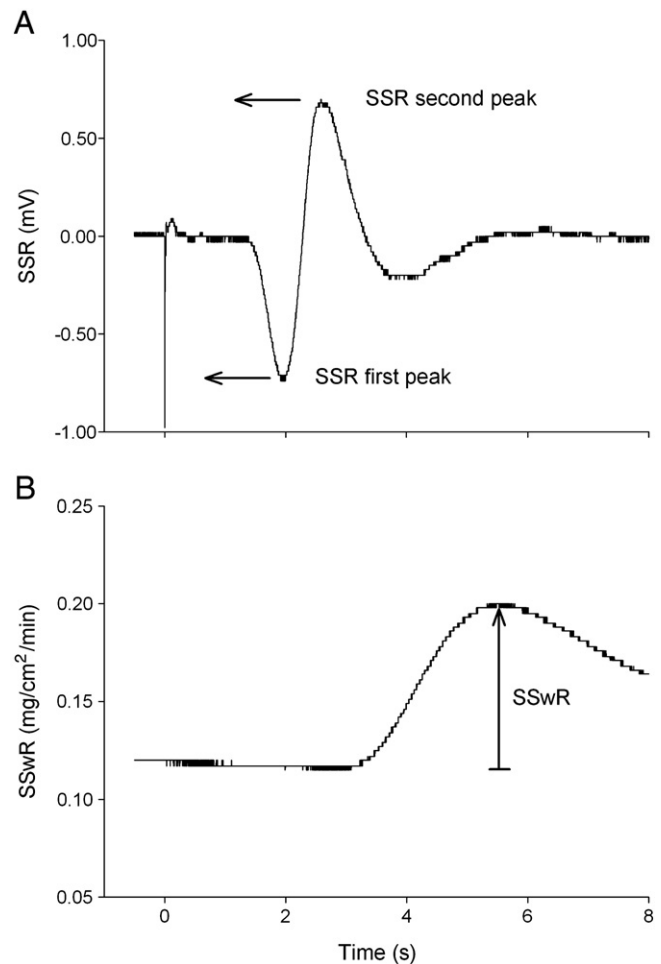 A
1.00
0.50
0.00
-0.50
-1.00
SSR (mV)
SSR second peak
SSR first peak
B
0.25
0.20
0.15
0.10
0.05
SSwR (mg/cm²/min)
SSwR
0 2 4 6 8
Time (s)